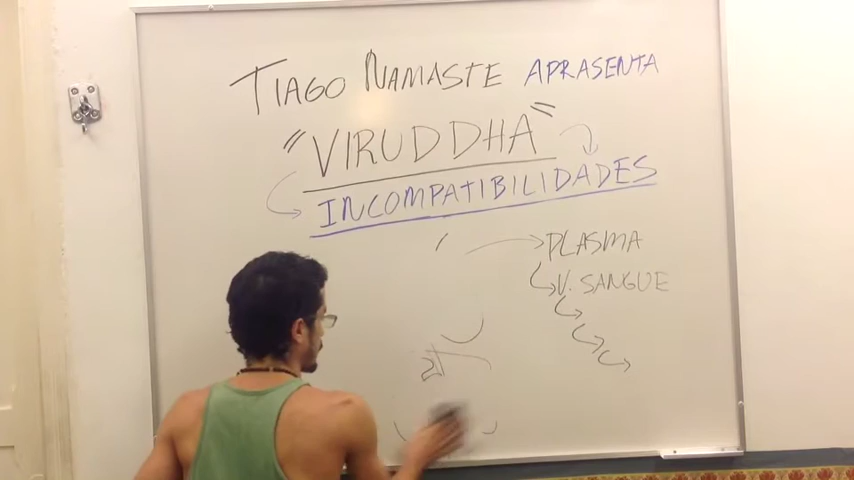 TIAGO NAMASTE APRASENTA
"VIRUDDHA"
INCOMPATIBILIDADES
PLASMA
V. SANGUE